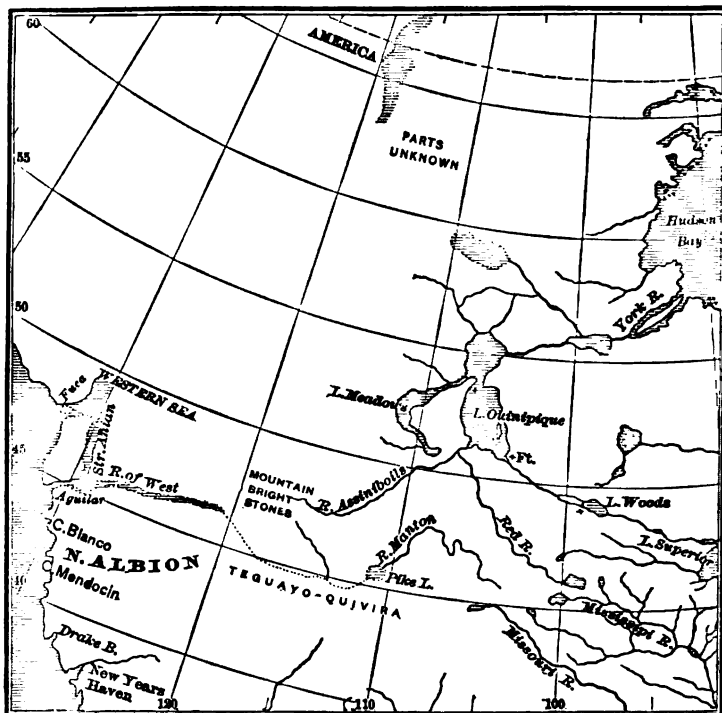 60
AMERICA
PARTS
UNKNOWN
55
Hudson
Bay
York R.
50
Fuca
WESTERN SEA
L. Meadows
L. Ouinipique
Str. Anian
Ft.
45
R. of West
MOUNTAIN
BRIGHT
STONES
R. Assiniboils
L. Woods
Aguilar
C. Blanco
N. ALBION
R. Manton
Red R.
L. Superior
40
C. Mendocin
TEGUAYO-QUIVIRA
Pike L.
Mississipi R.
Drake B.
Missouri R.
New Years
Haven
120
110
100